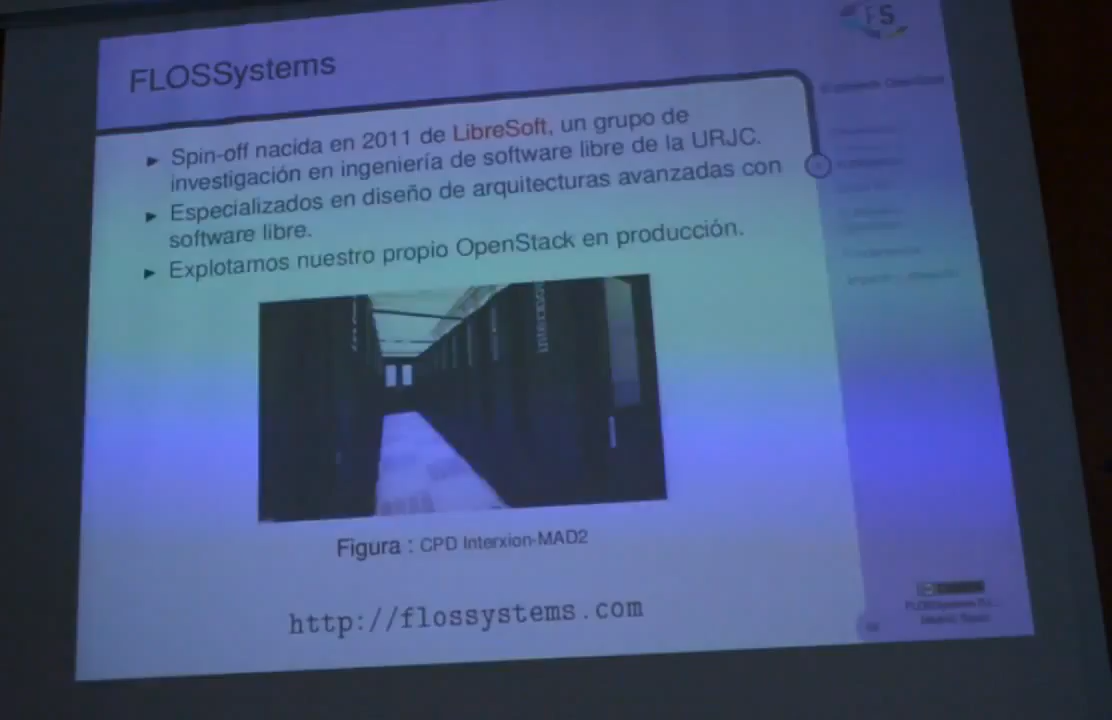 FS
FLOSSystems
► Spin-off nacida en 2011 de LibreSoft, un grupo de
investigación en ingeniería de software libre de la URJC.
► Especializados en diseño de arquitecturas avanzadas con
software libre.
► Explotamos nuestro propio OpenStack en producción.
interxion
Figura : CPD Interxion-MAD2
http://flossystems.com